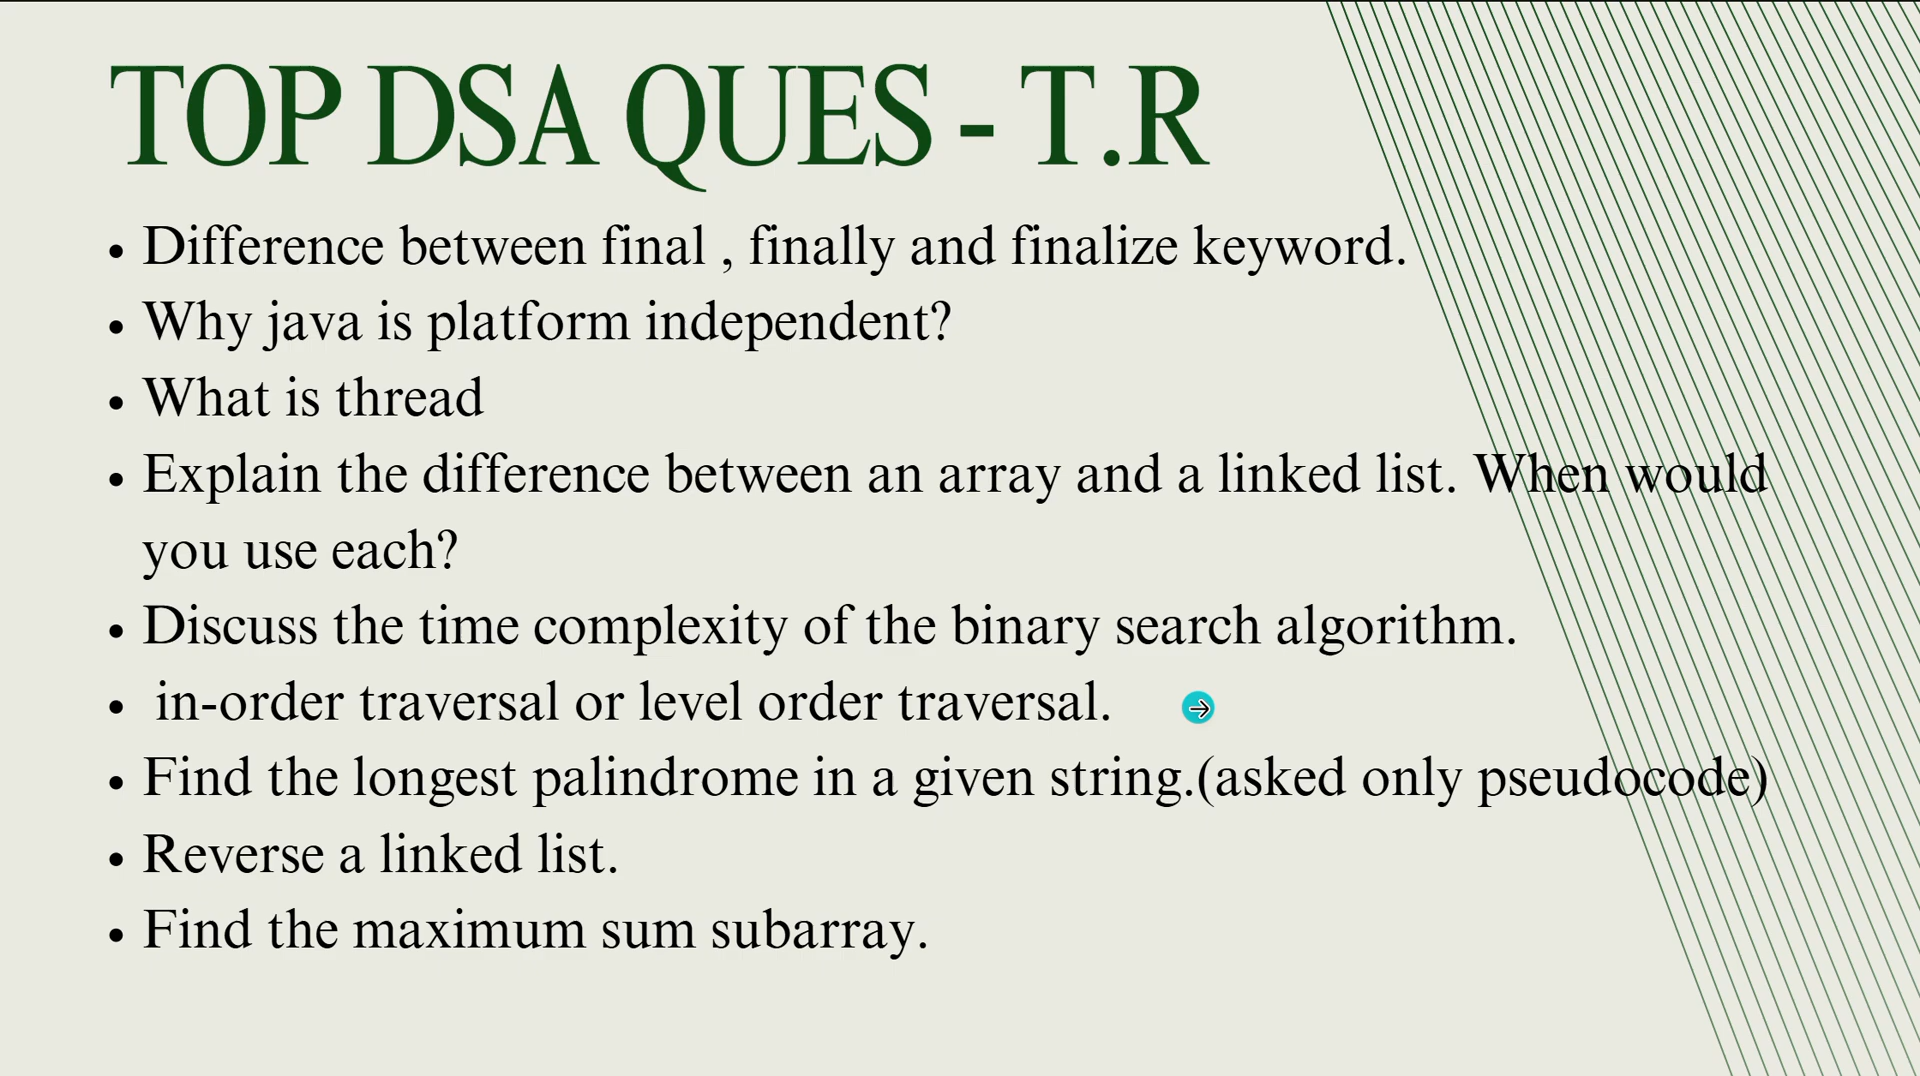 TOP DSA QUES - T.R
• Difference between final , finally and finalize keyword.
• Why java is platform independent?
• What is thread
• Explain the difference between an array and a linked list. When would
you use each?
• Discuss the time complexity of the binary search algorithm.
• in-order traversal or level order traversal.
• Find the longest palindrome in a given string.(asked only pseudocode)
• Reverse a linked list.
• Find the maximum sum subarray.